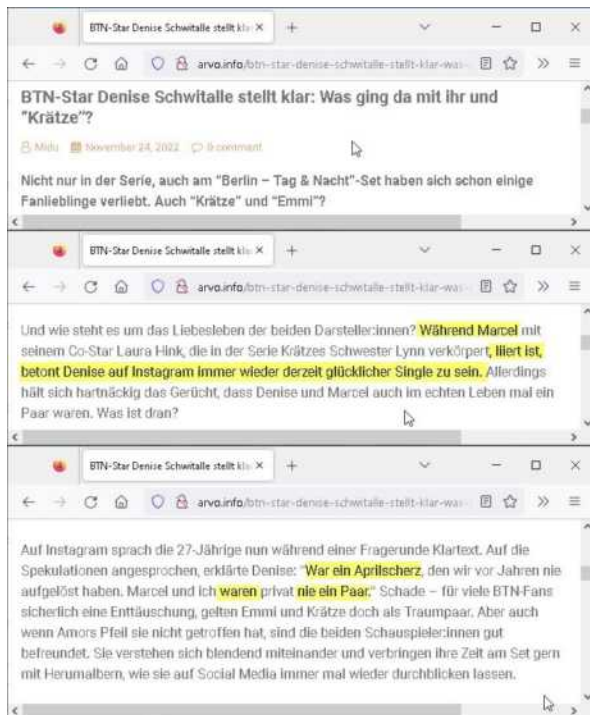 BTN-Star Denise Schwitalle stellt kla
arvo.info/btn-star-denise-schwitalle-stellt-klar-was-
BTN-Star Denise Schwitalle stellt klar: Was ging da mit ihr und
"Krätze"?
Midu November 24, 2022 0 comment
Nicht nur in der Serie, auch am "Berlin – Tag & Nacht"-Set haben sich schon einige
Fanlieblinge verliebt. Auch "Krätze" und "Emmi"?
BTN-Star Denise Schwitalle stellt kla
arvo.info/btn-star-denise-schwitalle-stellt-klar-was-
Und wie steht es um das Liebesleben der beiden Darsteller:innen? Während Marcel mit
seinem Co-Star Laura Hink, die in der Serie Krätzes Schwester Lynn verkörpert, liiert ist,
betont Denise auf Instagram immer wieder derzeit glücklicher Single zu sein. Allerdings
hält sich hartnäckig das Gerücht, dass Denise und Marcel auch im echten Leben mal ein
Paar waren. Was ist dran?
BTN-Star Denise Schwitalle stellt kla
arvo.info/btn-star-denise-schwitalle-stellt-klar-was-
Auf Instagram sprach die 27-Jährige nun während einer Fragerunde Klartext. Auf die
Spekulationen angesprochen, erklärte Denise: "War ein Aprilscherz, den wir vor Jahren nie
aufgelöst haben. Marcel und ich waren privat nie ein Paar." Schade – für viele BTN-Fans
sicherlich eine Enttäuschung, gelten Emmi und Krätze doch als Traumpaar. Aber auch
wenn Amors Pfeil sie nicht getroffen hat, sind die beiden Schauspieler:innen gut
befreundet. Sie verstehen sich blendend miteinander und verbringen ihre Zeit am Set gern
mit Herumalbern, wie sie auf Social Media immer mal wieder durchblicken lassen.